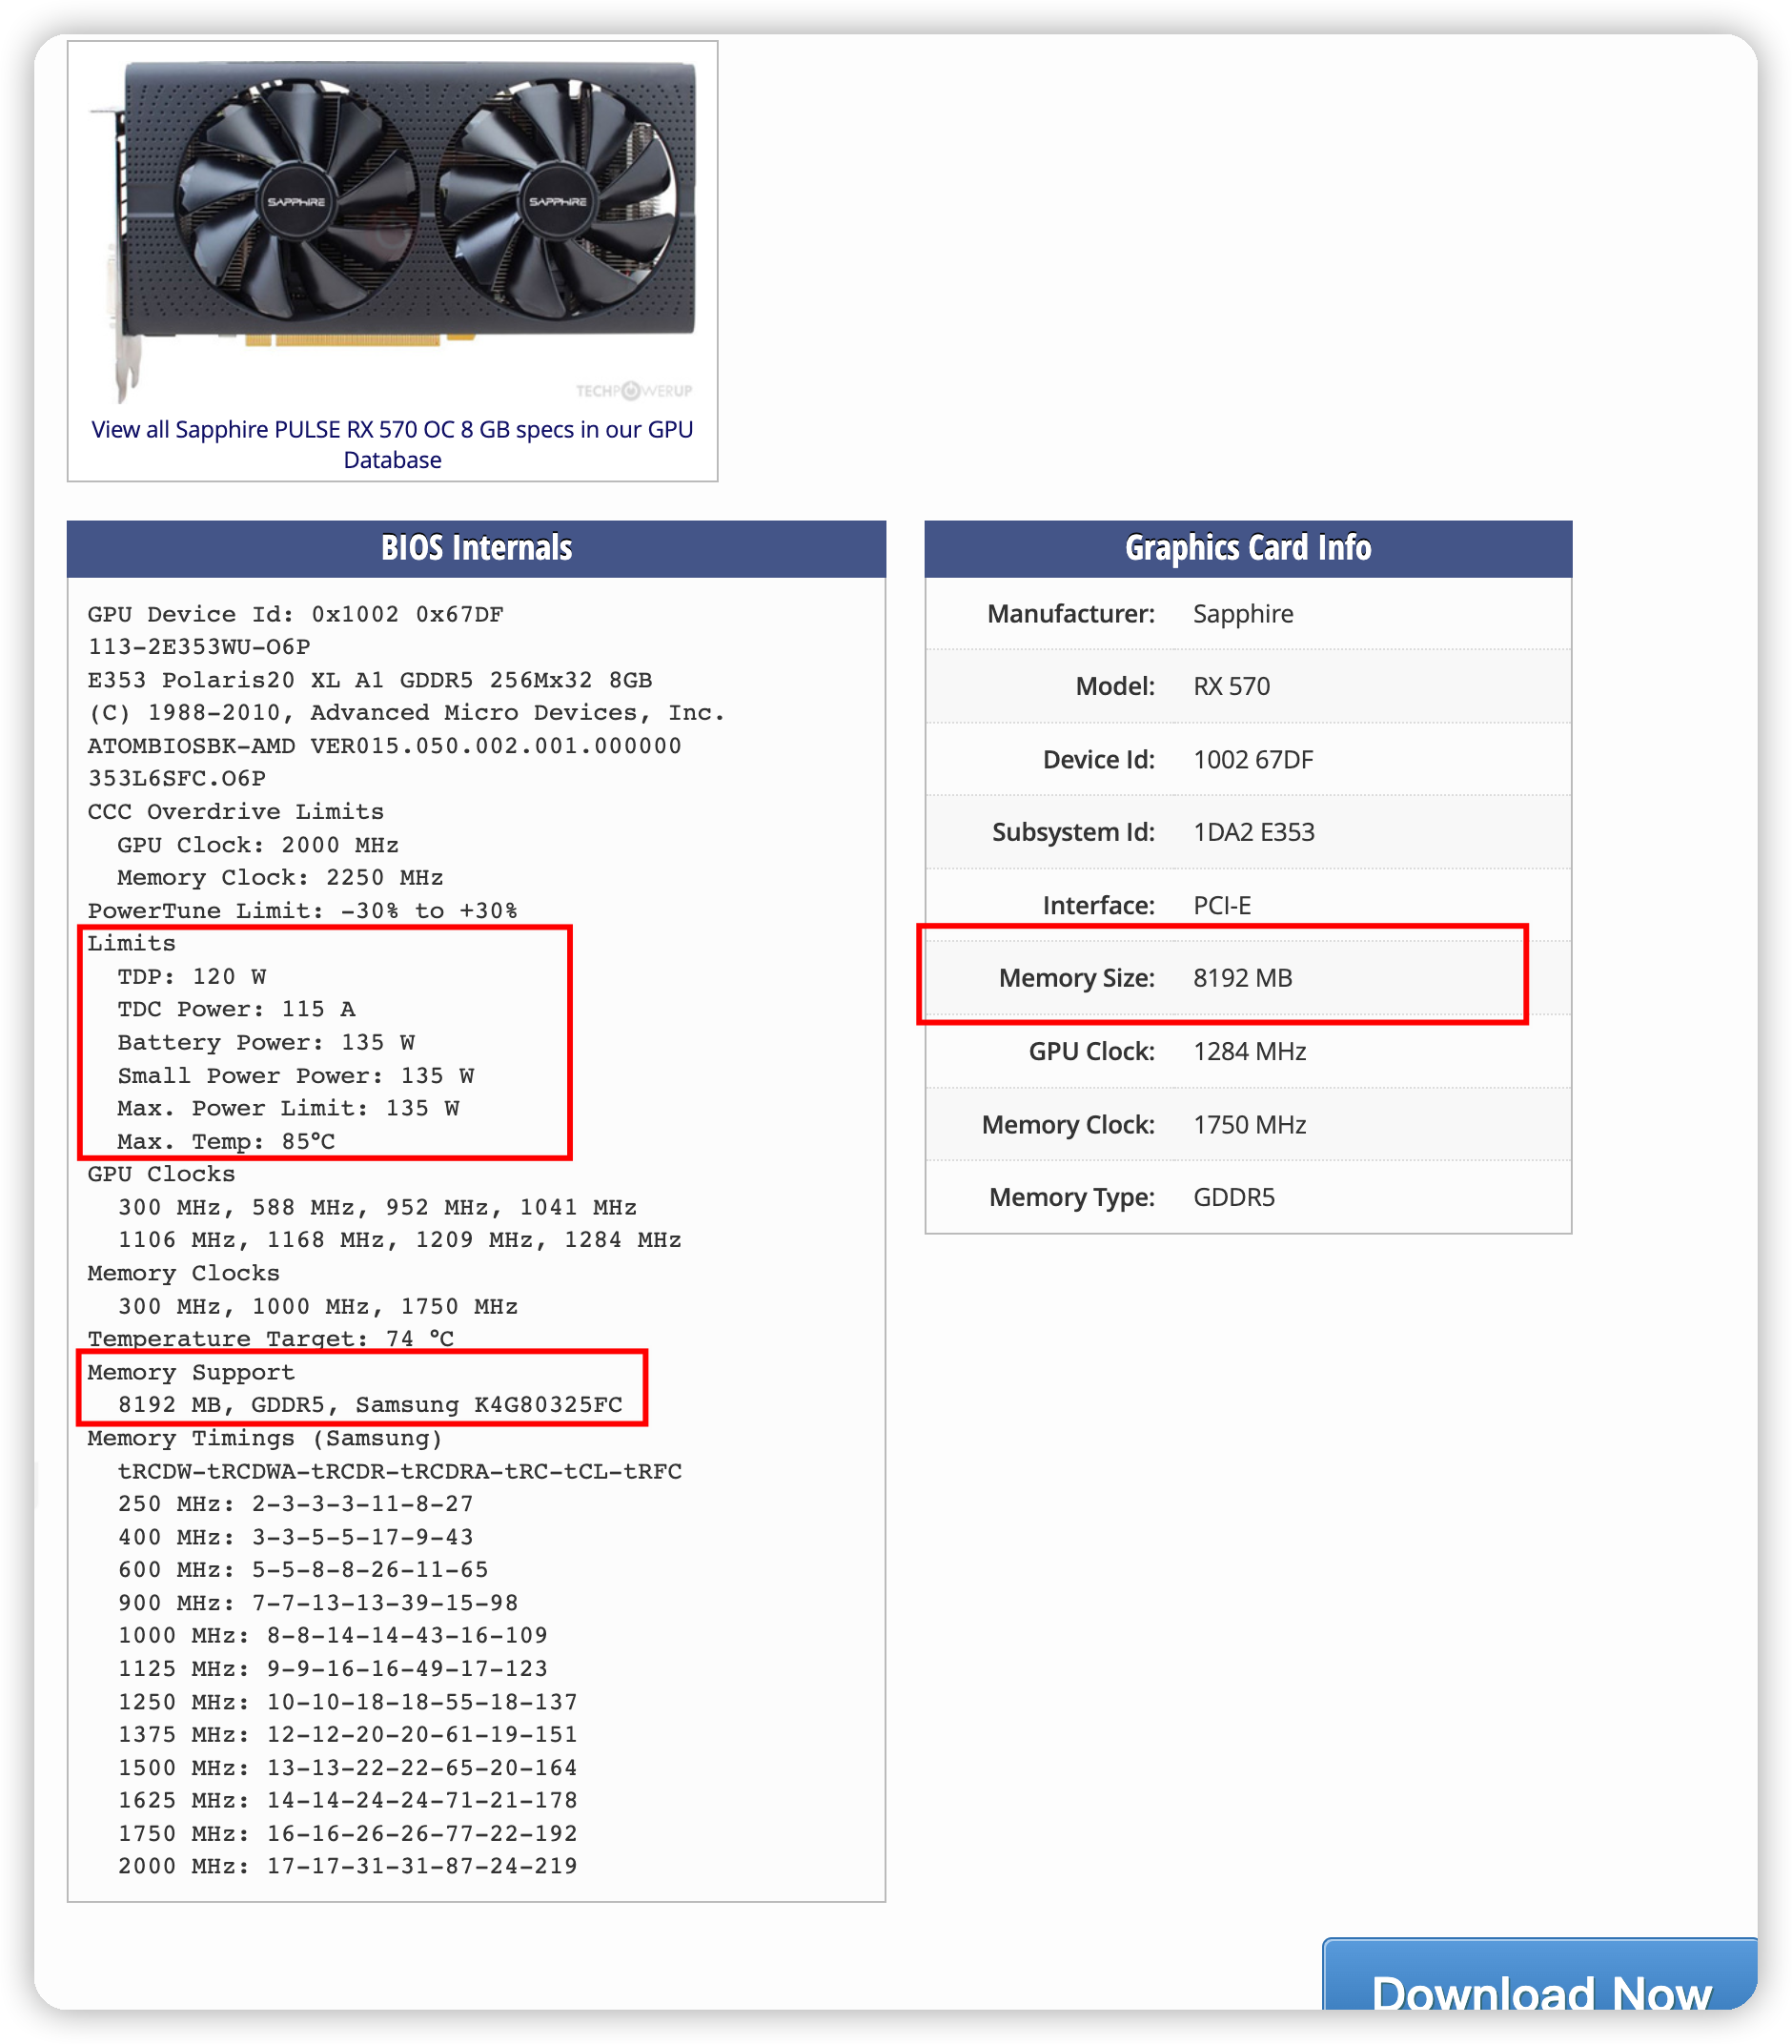 SAPPHIRE
SAPPHIRE
TECHPOWERUP
View all Sapphire PULSE RX 570 OC 8 GB specs in our GPU
Database
BIOS Internals
GPU Device Id: 0x1002 0x67DF
113-2E353WU-O6P
E353 Polaris20 XL A1 GDDR5 256Mx32 8GB
(C) 1988-2010, Advanced Micro Devices, Inc.
ATOMBIOSBK-AMD VER015.050.002.001.000000
353L6SFC.O6P
CCC Overdrive Limits
GPU Clock: 2000 MHz
Memory Clock: 2250 MHz
PowerTune Limit: -30% to +30%
Limits
TDP: 120 W
TDC Power: 115 A
Battery Power: 135 W
Small Power Power: 135 W
Max. Power Limit: 135 W
Max. Temp: 85°C
GPU Clocks
300 MHz, 588 MHz, 952 MHz, 1041 MHz
1106 MHz, 1168 MHz, 1209 MHz, 1284 MHz
Memory Clocks
300 MHz, 1000 MHz, 1750 MHz
Temperature Target: 74 °C
Memory Support
8192 MB, GDDR5, Samsung K4G80325FC
Memory Timings (Samsung)
tRCDW-tRCDWA-tRCDR-tRCDRA-tRC-tCL-tRFC
250 MHz: 2-3-3-3-11-8-27
400 MHz: 3-3-5-5-17-9-43
600 MHz: 5-5-8-8-26-11-65
900 MHz: 7-7-13-13-39-15-98
1000 MHz: 8-8-14-14-43-16-109
1125 MHz: 9-9-16-16-49-17-123
1250 MHz: 10-10-18-18-55-18-137
1375 MHz: 12-12-20-20-61-19-151
1500 MHz: 13-13-22-22-65-20-164
1625 MHz: 14-14-24-24-71-21-178
1750 MHz: 16-16-26-26-77-22-192
2000 MHz: 17-17-31-31-87-24-219
Graphics Card Info
Manufacturer: Sapphire
Model: RX 570
Device Id: 1002 67DF
Subsystem Id: 1DA2 E353
Interface: PCI-E
Memory Size: 8192 MB
GPU Clock: 1284 MHz
Memory Clock: 1750 MHz
Memory Type: GDDR5
Download Now